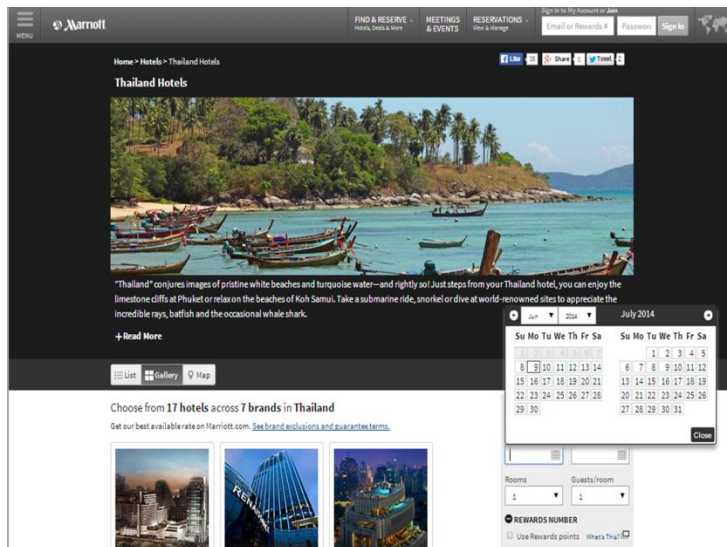 Sign in to My Account or Join
MENU
Marriott
FIND & RESERVE
Hotels, Deals & More
MEETINGS
& EVENTS
RESERVATIONS
View & Manage
Email or Rewards #
Passwor
Sign In
Home > Hotels > Thailand Hotels
Like
Share
Tweet 2
Thailand Hotels
"Thailand" conjures images of pristine white beaches and turquoise water—and rightly so! Just steps from your Thailand hotel, you can enjoy the
limestone cliffs at Phuket or relax on the beaches of Koh Samui. Take a submarine ride, snorkel or dive at world-renowned sites to appreciate the
incredible rays, batfish and the occasional whale shark.
+Read More
Jun 2014 July 2014
Su Mo Tu We Th Fr Sa Su Mo Tu We Th Fr Sa
1 2 3 4 5 6 7 1 2 3 4 5
8 9 10 11 12 13 14 6 7 8 9 10 11 12
15 16 17 18 19 20 21 13 14 15 16 17 18 19
22 23 24 25 26 27 28 20 21 22 23 24 25 26
29 30 27 28 29 30 31
Close
List Gallery Map
Choose from 17 hotels across 7 brands in Thailand
Get our best available rate on Marriott.com. See brand exclusions and guarantee terms.
RENAISSANCE
Rooms Guests/room
1 1
REWARDS NUMBER
Use Rewards points What's This?